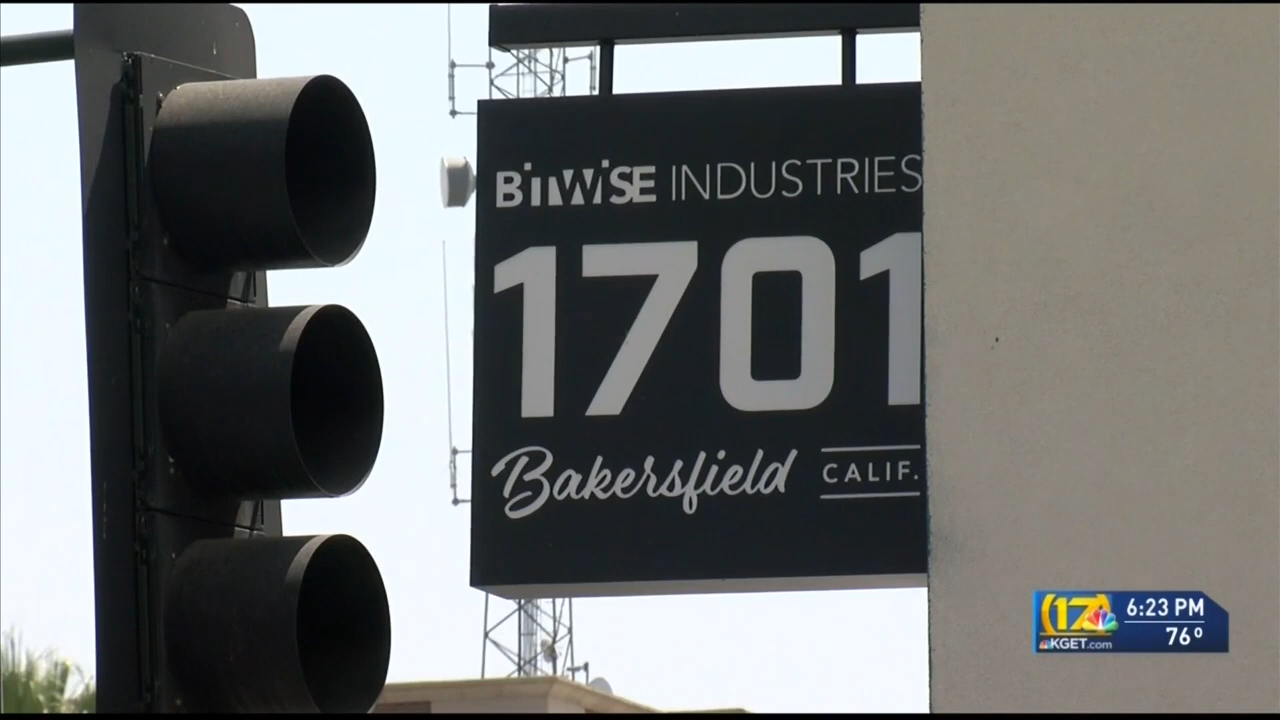 BiTWiSE INDUSTRIES
1701
Bakersfield CALIF.
17 6:23 PM
KGET.com 76°